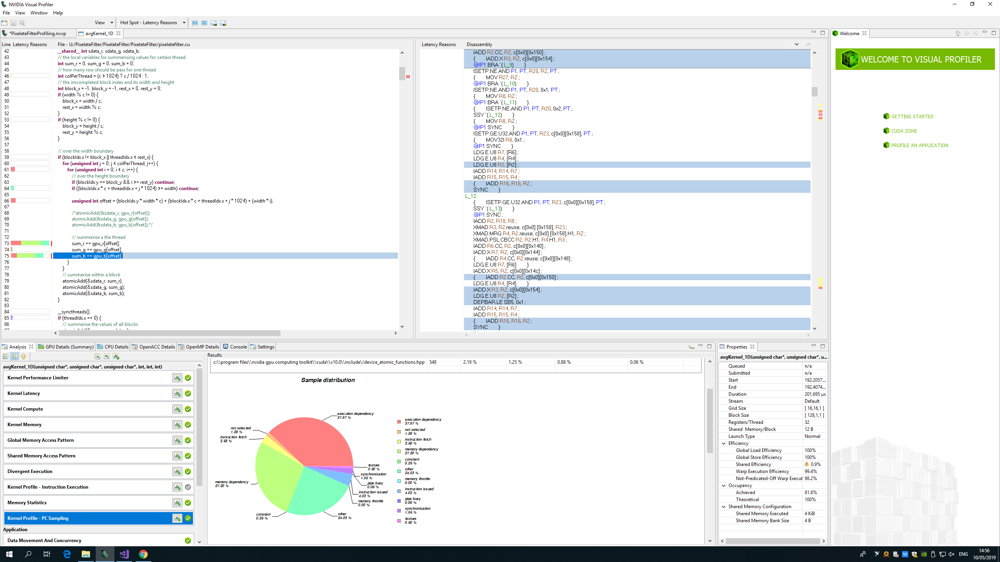 NVIDIA Visual Profiler
File View Window Help
View Hot Spot - Latency Reasons
*PixelateFilterProfiling.nvvp avgKernel_1D
Line Latency Reasons File - U:/PixelateFilter/PixelateFilter/PixelateFilter/pixelatefilter.cu
42 __shared__ int sdata_r, sdata_g, sdata_b;
43 // the local variables for summerising values for certain thread
44 int sum_r = 0, sum_g = 0, sum_b = 0;
45 // how many row should be pass for one thread
46 int colPerThread = (c > 1024) ? c / 1024 : 1;
47 // the imcompleted block index and its width and height
48 int block_x = -1, block_y = -1, rest_x = 0, rest_y = 0;
49 if (width % c != 0) {
50 block_x = width / c;
51 rest_x = width % c;
52 }
53 if (height % c != 0) {
54 block_y = height / c;
55 rest_y = height % c;
56 }
57
58 // over the width boundary
59 if (blockIdx.x != block_x || threadIdx.x < rest_x) {
60 for (unsigned int j = 0; j < colPerThread; j++) {
61 for (unsigned int i = 0; i < c; i++) {
62 // over the height boundary
63 if (blockIdx.y == block_y && i >= rest_y) continue;
64 if ((blockIdx.x * c + threadIdx.x + j * 1024) >= width) continue;
65
66 unsigned int offset = (blockIdx.y * width * c) + (blockIdx.x * c + threadIdx.x + j * 1024) + (width * i);
67
68 /*atomicAdd(&sdata_r, gpu_r[offset]);
69 atomicAdd(&sdata_g, gpu_g[offset]);
70 atomicAdd(&sdata_b, gpu_b[offset]);*/
71
72 // summerise a the thread
73 sum_r += gpu_r[offset];
74 sum_g += gpu_g[offset];
75 sum_b += gpu_b[offset];
76 }
77 }
78 // summerise within a block
79 atomicAdd(&sdata_r, sum_r);
80 atomicAdd(&sdata_g, sum_g);
81 atomicAdd(&sdata_b, sum_b);
82 }
83
84 __syncthreads();
85 if (threadIdx.x == 0) {
86 // summerise the values of all blocks
Latency Reasons Disassembly
IADD R2.CC, R2, c[0x0][0x150] ;
{ IADD.X R3, RZ, c[0x0][0x154] ;
@!P1 BRA `(.L_9) }
ISETP.NE.AND P1, PT, R20, RZ, PT ;
{ MOV R27, RZ ;
@!P1 BRA `(.L_10) }
ISETP.NE.AND P1, PT, R20, 0x1, PT ;
{ MOV R8, RZ ;
@!P1 BRA `(.L_11) }
{ ISETP.NE.AND P1, PT, R20, 0x2, PT ;
SSY `(.L_12) }
{ MOV R8, RZ ;
@!P1 SYNC }
ISETP.GE.U32.AND P1, PT, R23, c[0x0][0x158], PT ;
{ MOV32I R8, 0x1 ;
@P1 SYNC }
LDG.E.U8 R7, [R6] ;
LDG.E.U8 R4, [R4] ;
LDG.E.U8 R2, [R2] ;
IADD R14, R14, R7 ;
IADD R15, R15, R4 ;
{ IADD R16, R16, R2 ;
SYNC }
.L_12:
{ ISETP.GE.U32.AND P1, PT, R23, c[0x0][0x158], PT ;
SSY `(.L_13) }
@P1 SYNC ;
IADD R2, R18, R8 ;
XMAD R3, R2.reuse, c[0x0] [0x158], R23 ;
XMAD.MRG R4, R2.reuse, c[0x0] [0x158].H1, RZ ;
XMAD.PSL.CBCC R2, R2.H1, R4.H1, R3 ;
IADD R6.CC, R2, c[0x0][0x140] ;
IADD.X R7, RZ, c[0x0][0x144] ;
{ IADD R4.CC, R2.reuse, c[0x0][0x148] ;
LDG.E.U8 R7, [R6] }
IADD.X R5, RZ, c[0x0][0x14c] ;
{ IADD R2.CC, R2, c[0x0][0x150] ;
LDG.E.U8 R4, [R4] }
IADD.X R3, RZ, c[0x0][0x154] ;
LDG.E.U8 R2, [R2] ;
DEPBAR.LE SB5, 0x1 ;
IADD R14, R14, R7 ;
IADD R15, R15, R4 ;
{ IADD R16, R16, R2 ;
SYNC }
Welcome
WELCOME TO VISUAL PROFILER
GETTING STARTED
CUDA ZONE
PROFILE AN APPLICATION
Analysis GPU Details (Summary) CPU Details OpenACC Details OpenMP Details Console Settings
avgKernel_1D(unsigned char*, unsigned char*, unsigned char*, int, int, int)
Kernel Performance Limiter
Kernel Latency
Kernel Compute
Kernel Memory
Global Memory Access Pattern
Shared Memory Access Pattern
Divergent Execution
Kernel Profile - Instruction Execution
Memory Statistics
Kernel Profile - PC Sampling
Application
Data Movement And Concurrency
Results
c:\\program files\\nvidia gpu computing toolkit\\cuda\\v10.0\\include\/device_atomic_functions.hpp 548 2.19 % 1.25 % 0.88 % 0.06 %
Sample distribution
execution dependency
37.87 %
not selected
1.28 %
instruction fetch
2.68 %
memory dependency
27.20 %
constant
0.26 %
other
24.03 %
memory throttle
0.00 %
instruction issued
4.03 %
pipe busy
0.08 %
synchronization
1.96 %
texture
0.60 %
execution dependency
37.87 %
not selected
1.28 %
instruction fetch
2.68 %
memory dependency
27.20 %
constant
0.26 %
other
24.03 %
memory throttle
0.00 %
instruction issued
4.03 %
pipe busy
0.08 %
synchronization
1.96 %
texture
0.60 %
Properties
avgKernel_1D(unsigned char*, unsigned char*, u...
Queued n/a
Submitted n/a
Start 192.2057...
End 192.4074...
Duration 201.695 µs
Stream Default
Grid Size [ 16,16,1 ]
Block Size [ 128,1,1 ]
Registers/Thread 32
Shared Memory/Block 12 B
Launch Type Normal
Efficiency
Global Load Efficiency 100%
Global Store Efficiency 100%
Shared Efficiency 0.9%
Warp Execution Efficiency 99.4%
Not-Predicated-Off Warp Execut 98.2%
Occupancy
Achieved 81.8%
Theoretical 100%
Shared Memory Configuration
Shared Memory Executed 4 KiB
Shared Memory Bank Size 4 B
ENG
14:56
10/05/2019